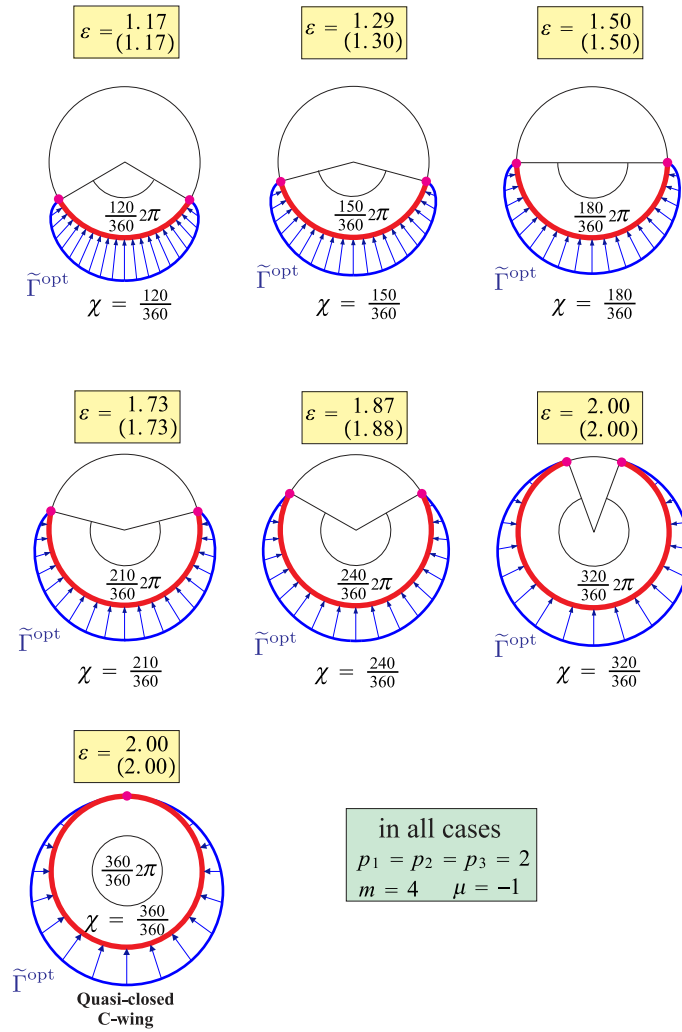 ε = 1.17 (1.17)
ε = 1.29 (1.30)
ε = 1.50 (1.50)
120/360 2π
150/360 2π
180/360 2π
Γ̃^opt
Γ̃^opt
Γ̃^opt
χ = 120/360
χ = 150/360
χ = 180/360
ε = 1.73 (1.73)
ε = 1.87 (1.88)
ε = 2.00 (2.00)
210/360 2π
240/360 2π
320/360 2π
Γ̃^opt
Γ̃^opt
Γ̃^opt
χ = 210/360
χ = 240/360
χ = 320/360
ε = 2.00 (2.00)
360/360 2π
χ = 360/360
Γ̃^opt
Quasi-closed
C-wing
in all cases
p₁ = p₂ = p₃ = 2
m = 4 μ = −1